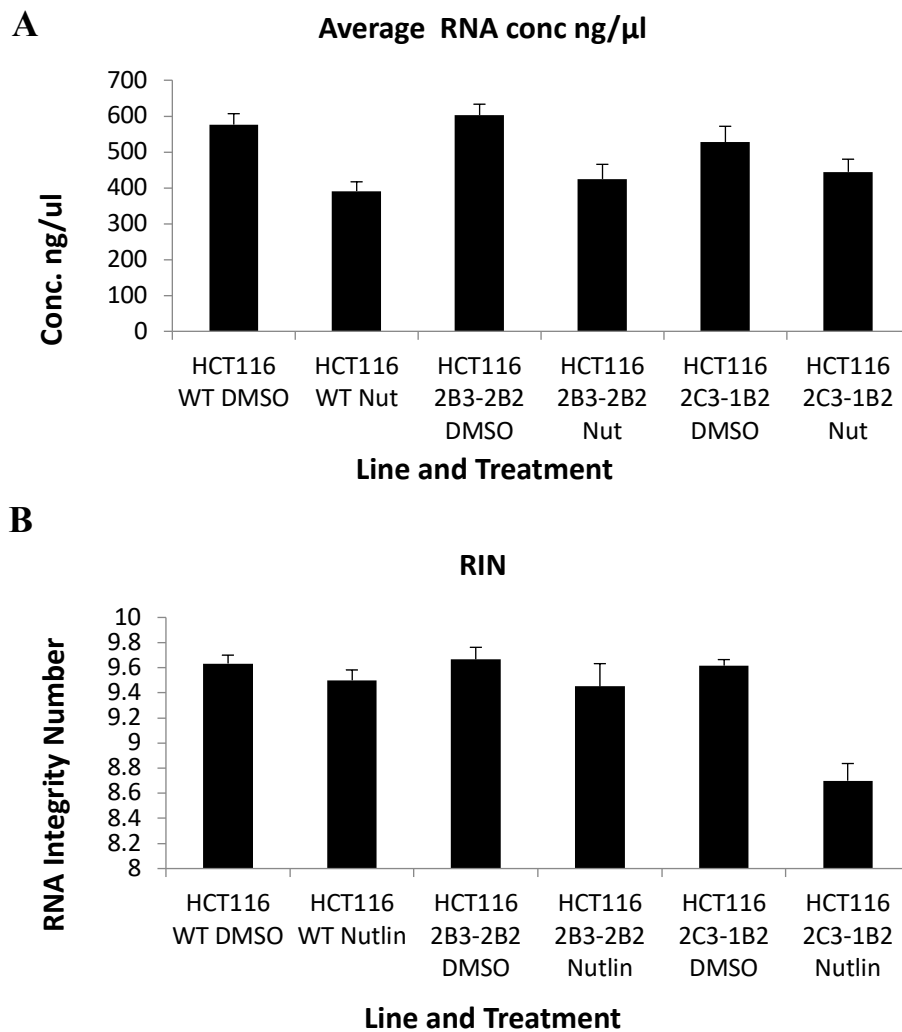 A
Average RNA conc ng/µl
700
600
500
400
300
200
100
0
Conc. ng/ul
HCT116 WT DMSO
HCT116 WT Nut
HCT116 2B3-2B2 DMSO
HCT116 2B3-2B2 Nut
HCT116 2C3-1B2 DMSO
HCT116 2C3-1B2 Nut
Line and Treatment
B
RIN
10
9.8
9.6
9.4
9.2
9
8.8
8.6
8.4
8.2
8
RNA Integrity Number
HCT116 WT DMSO
HCT116 WT Nutlin
HCT116 2B3-2B2 DMSO
HCT116 2B3-2B2 Nutlin
HCT116 2C3-1B2 DMSO
HCT116 2C3-1B2 Nutlin
Line and Treatment